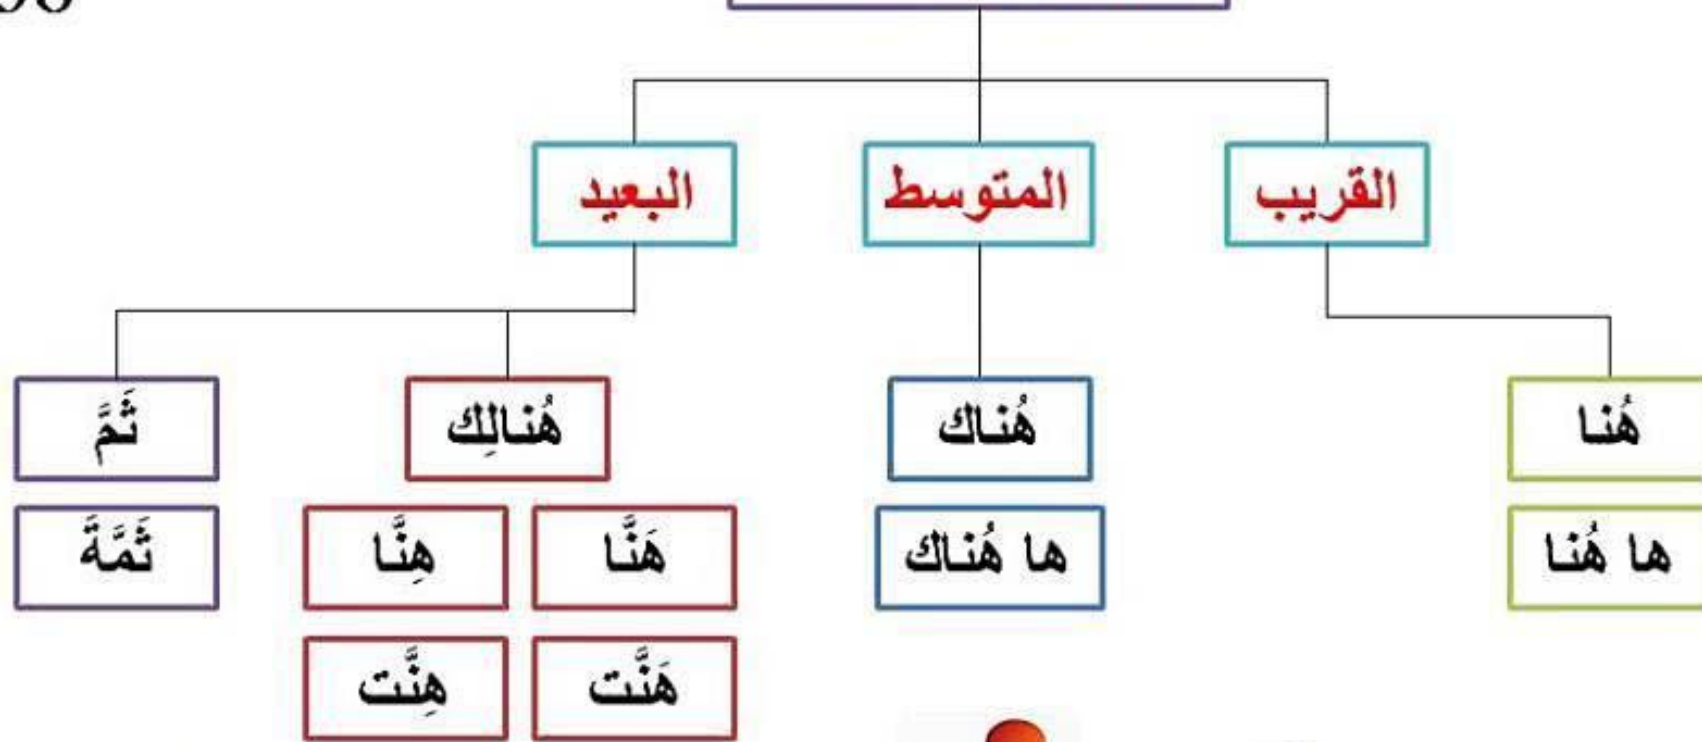 القريب المتوسط البعيد
هُنا هُناك هُنالِك ثَمَّ
ها هُنا ها هُناك هَنَّا هِنَّا ثَمَّةَ
هَنَّت هِنَّت